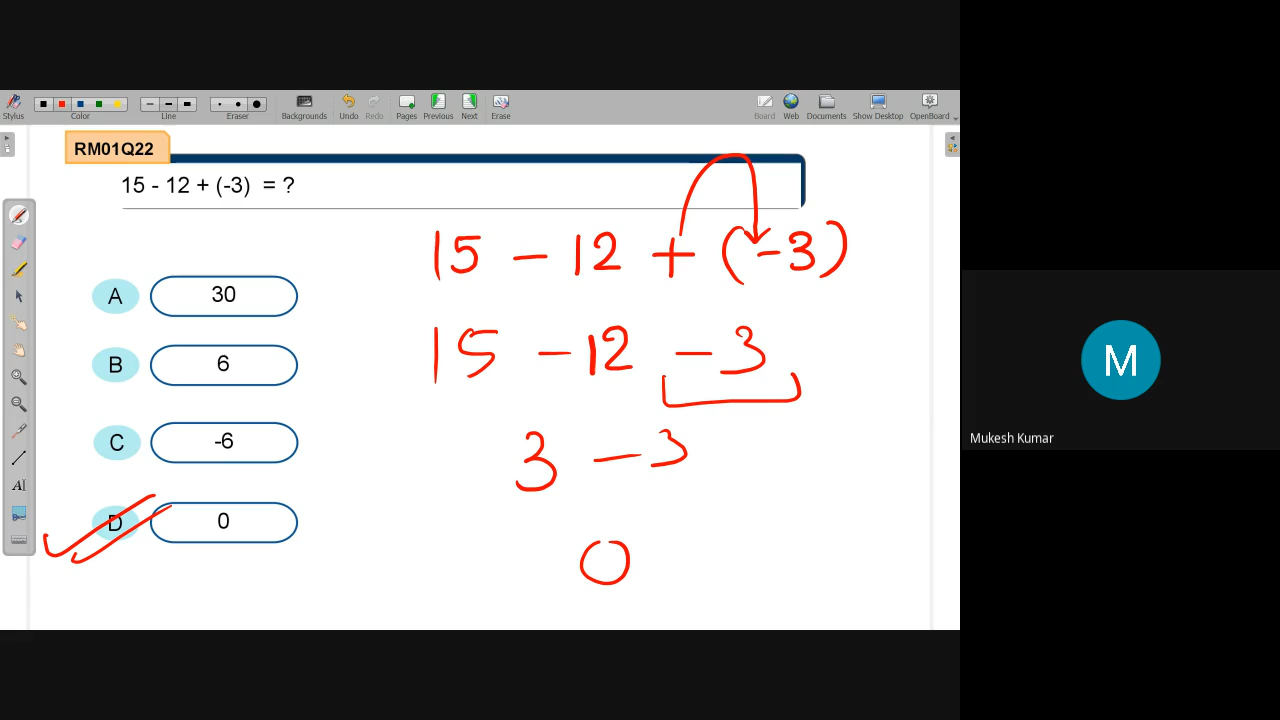 Stylus
Color
Line
Eraser
Backgrounds
Undo
Redo
Pages
Previous
Next
Erase
Board
Web
Documents
Show Desktop
OpenBoard
RM01Q22
15 - 12 + (-3) = ?
15 - 12 + (-3)
A 30
15 - 12 - 3
B 6
C -6
3 - 3
D 0
0
M
Mukesh Kumar